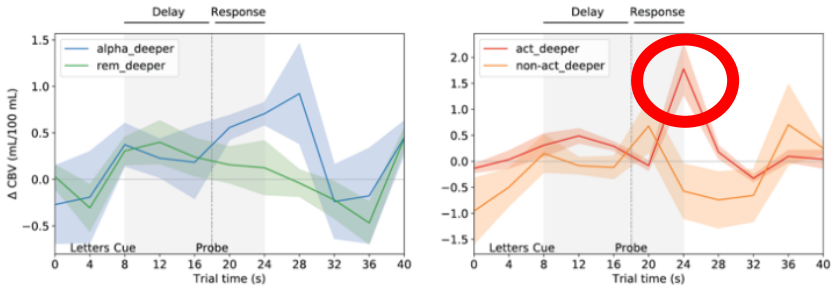 Delay Response
Delay Response
alpha_deeper
rem_deeper
Δ CBV (mL/100 mL)
1.5
1.0
0.5
0.0
−0.5
Letters Cue Probe
0 4 8 12 16 20 24 28 32 36 40
Trial time (s)
act_deeper
non-act_deeper
2.0
1.5
1.0
0.5
0.0
−0.5
−1.0
−1.5
Letters Cue Probe
0 4 8 12 16 20 24 28 32 36 40
Trial time (s)